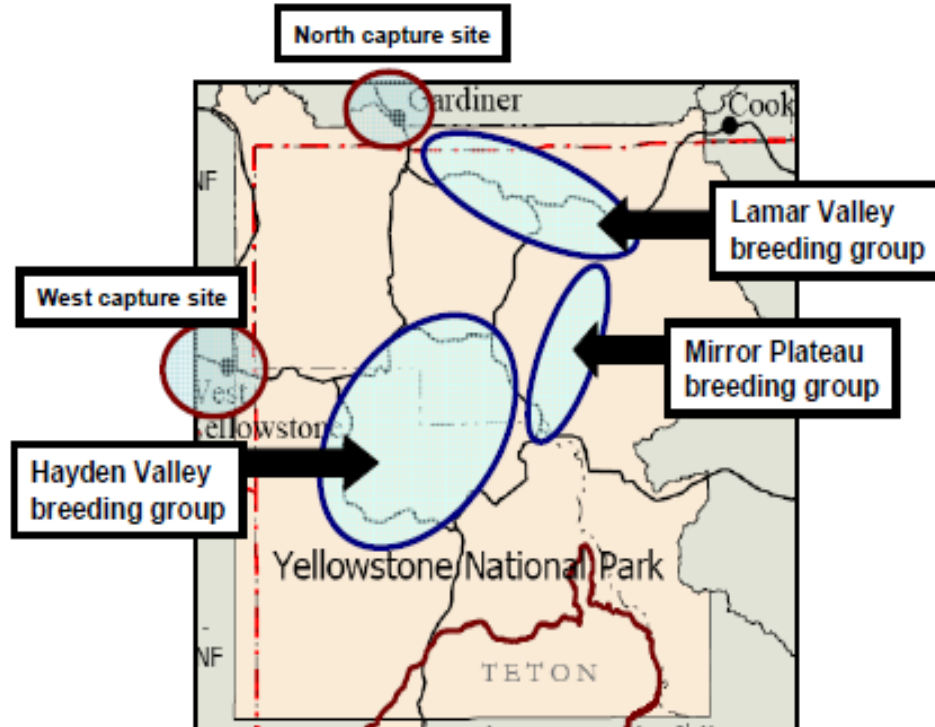 North capture site
Gardiner
Cook
NF
Lamar Valley
breeding group
West capture site
Mirror Plateau
breeding group
West
Yellowstone
Hayden Valley
breeding group
Yellowstone National Park
TETON
NF